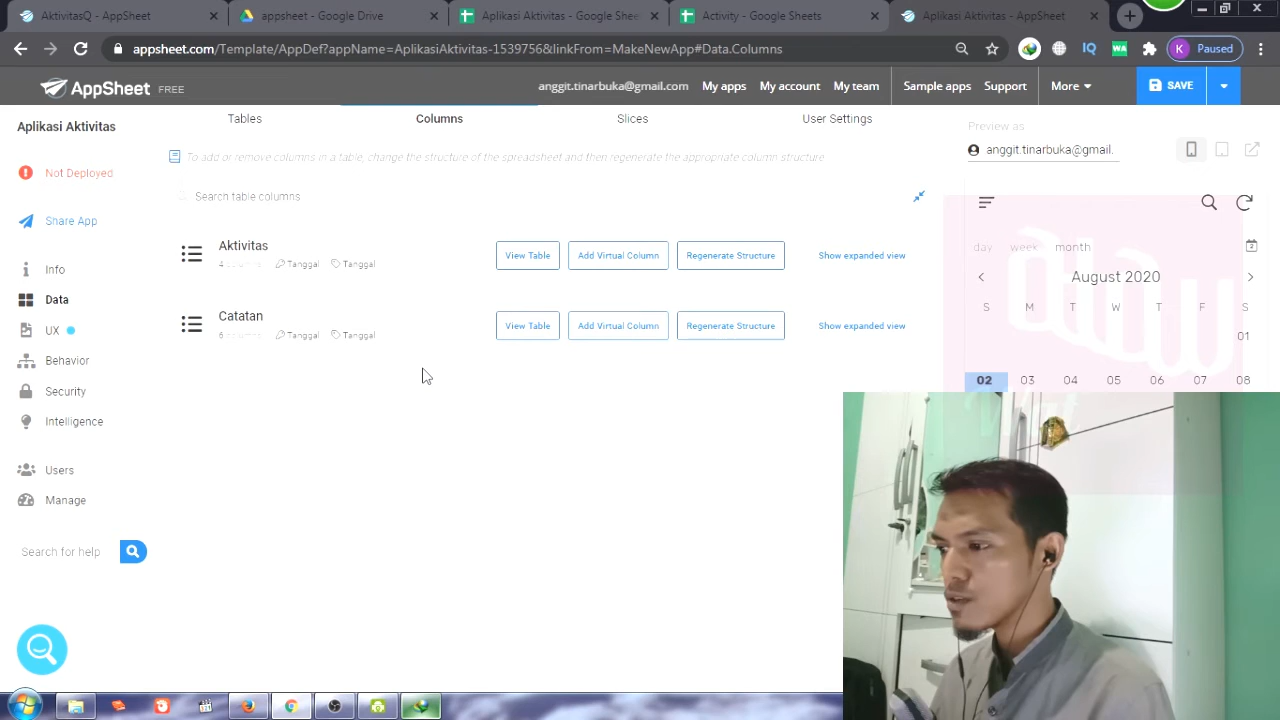 AktivitasQ - AppSheet
appsheet - Google Drive
Aplikasi Aktivitas - Google Shee
Activity - Google Sheets
Aplikasi Aktivitas - AppSheet
appsheet.com/Template/AppDef?appName=AplikasiAktivitas-1539756&linkFrom=MakeNewApp#Data.Columns
IQ
WA
K
Paused
AppSheet FREE
anggit.tinarbuka@gmail.com
My apps
My account
My team
Sample apps
Support
More
SAVE
Aplikasi Aktivitas
Tables
Columns
Slices
User Settings
Preview as
anggit.tinarbuka@gmail.
To add or remove columns in a table, change the structure of the spreadsheet and then regenerate the appropriate column structure
Not Deployed
Share App
Info
Data
UX
Behavior
Security
Intelligence
Users
Manage
Search for help
Search table columns
Aktivitas
4 columns
Tanggal
Tanggal
View Table
Add Virtual Column
Regenerate Structure
Show expanded view
Catatan
6 columns
Tanggal
Tanggal
View Table
Add Virtual Column
Regenerate Structure
Show expanded view
day week month
August 2020
S M T W T F S
01
02 03 04 05 06 07 08